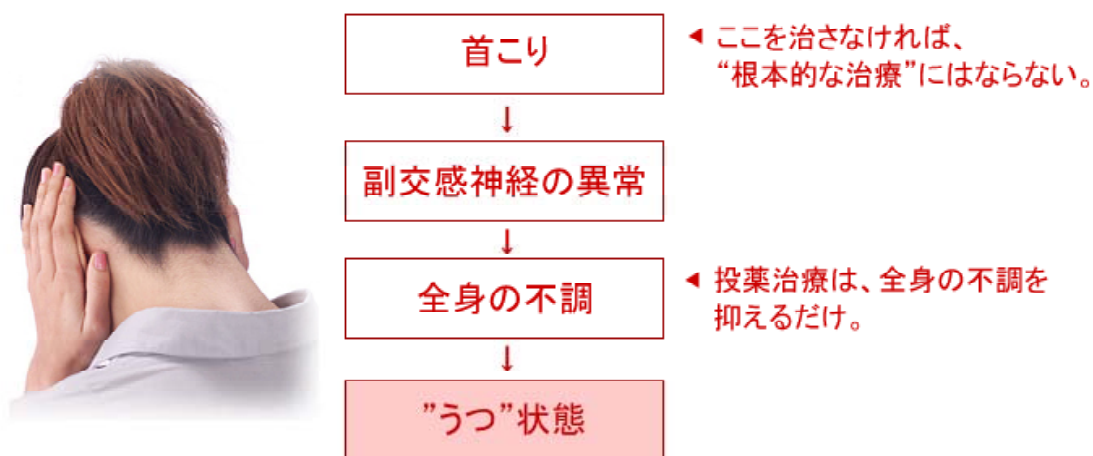 首こり
◀ ここを治さなければ、
“根本的な治療”にはならない。
↓
副交感神経の異常
↓
全身の不調
◀ 投薬治療は、全身の不調を
抑えるだけ。
↓
”うつ”状態